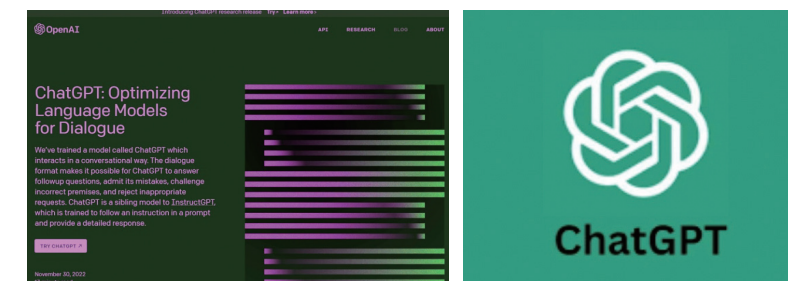 Introducing ChatGPT research release Try› Learn more›
OpenAI
API RESEARCH BLOG ABOUT
ChatGPT: Optimizing
Language Models
for Dialogue
We've trained a model called ChatGPT which
interacts in a conversational way. The dialogue
format makes it possible for ChatGPT to answer
followup questions, admit its mistakes, challenge
incorrect premises, and reject inappropriate
requests. ChatGPT is a sibling model to InstructGPT,
which is trained to follow an instruction in a prompt
and provide a detailed response.
TRY CHATGPT ↗
November 30, 2022
ChatGPT